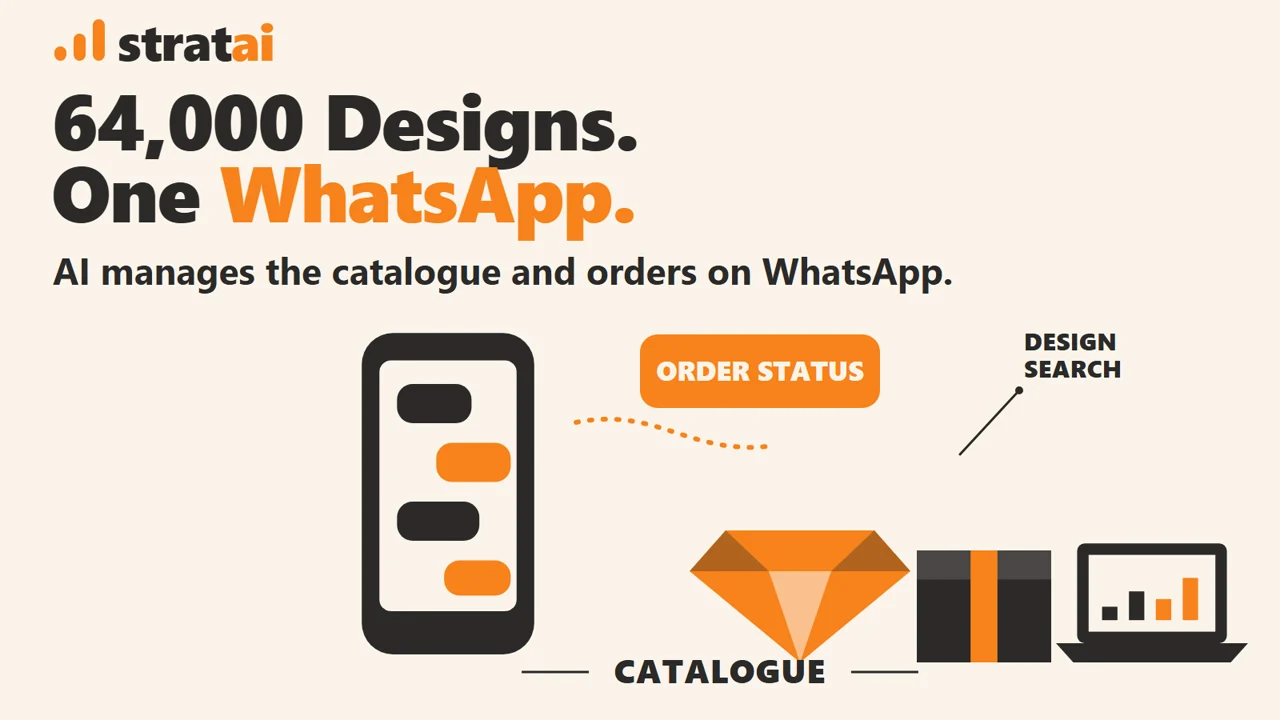 stratai
64,000 Designs.
One WhatsApp.
AI manages the catalogue and orders on WhatsApp.
ORDER STATUS
DESIGN
SEARCH
CATALOGUE